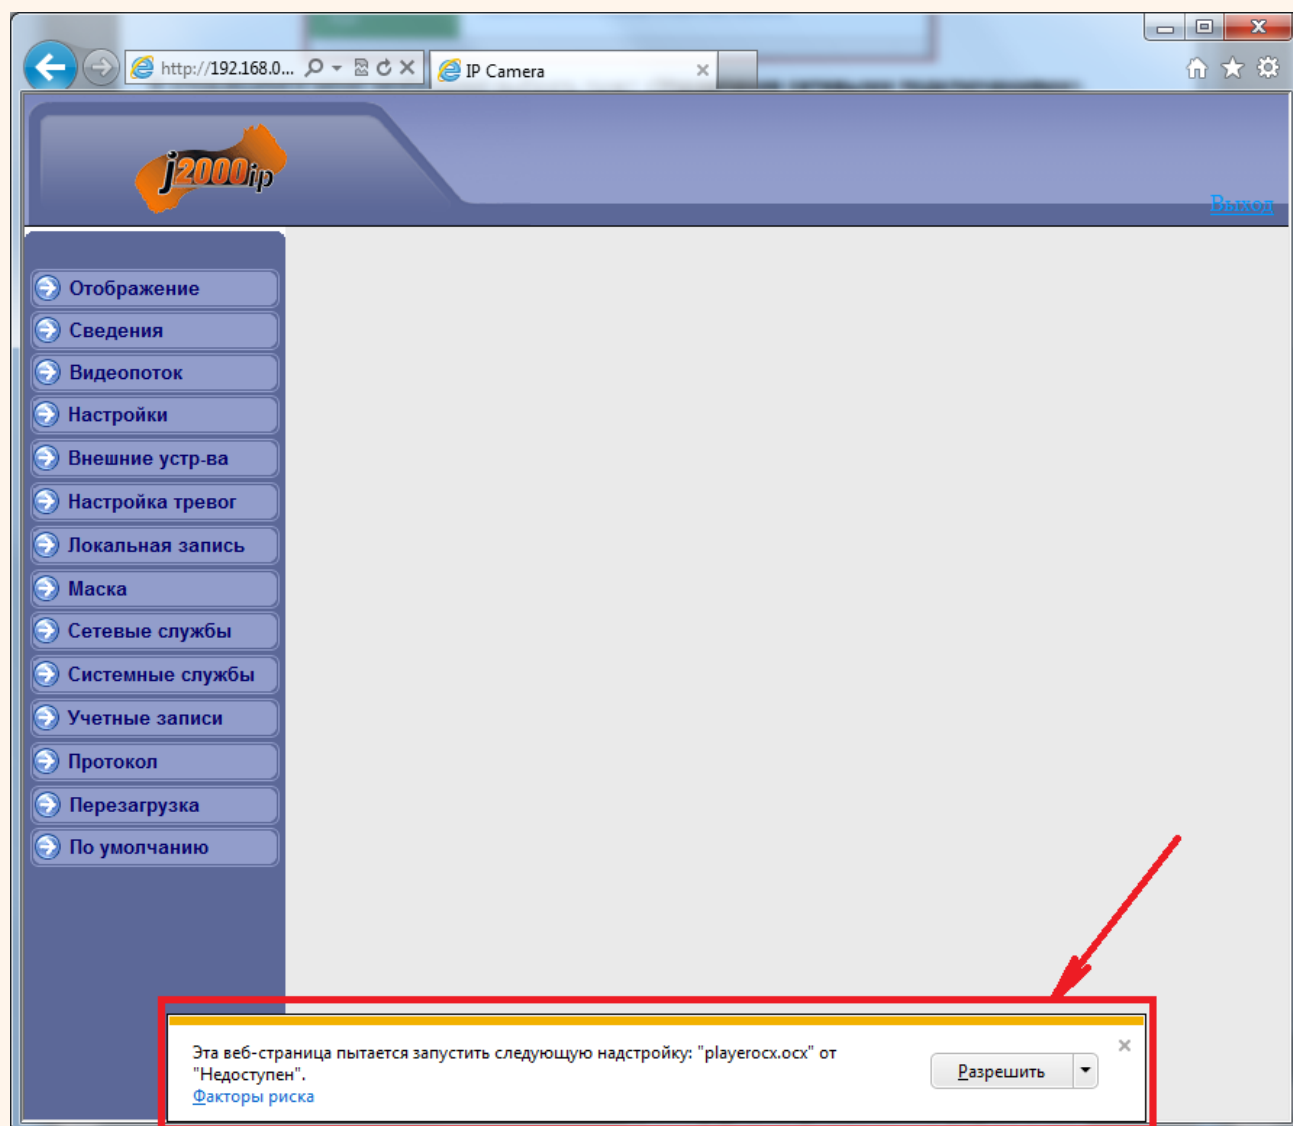 http://192.168.0...
IP Camera
j2000ip
Выход
Отображение
Сведения
Видеопоток
Настройки
Внешние устр-ва
Настройка тревог
Локальная запись
Маска
Сетевые службы
Системные службы
Учетные записи
Протокол
Перезагрузка
По умолчанию
Эта веб-страница пытается запустить следующую надстройку: "playerocx.ocx" от
"Недоступен".
Разрешить
Факторы риска